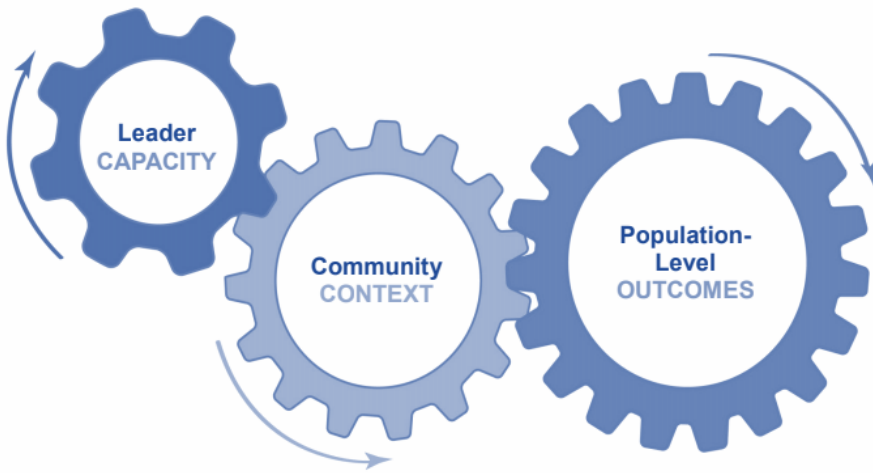 Leader
CAPACITY
Community
CONTEXT
Population-
Level
OUTCOMES